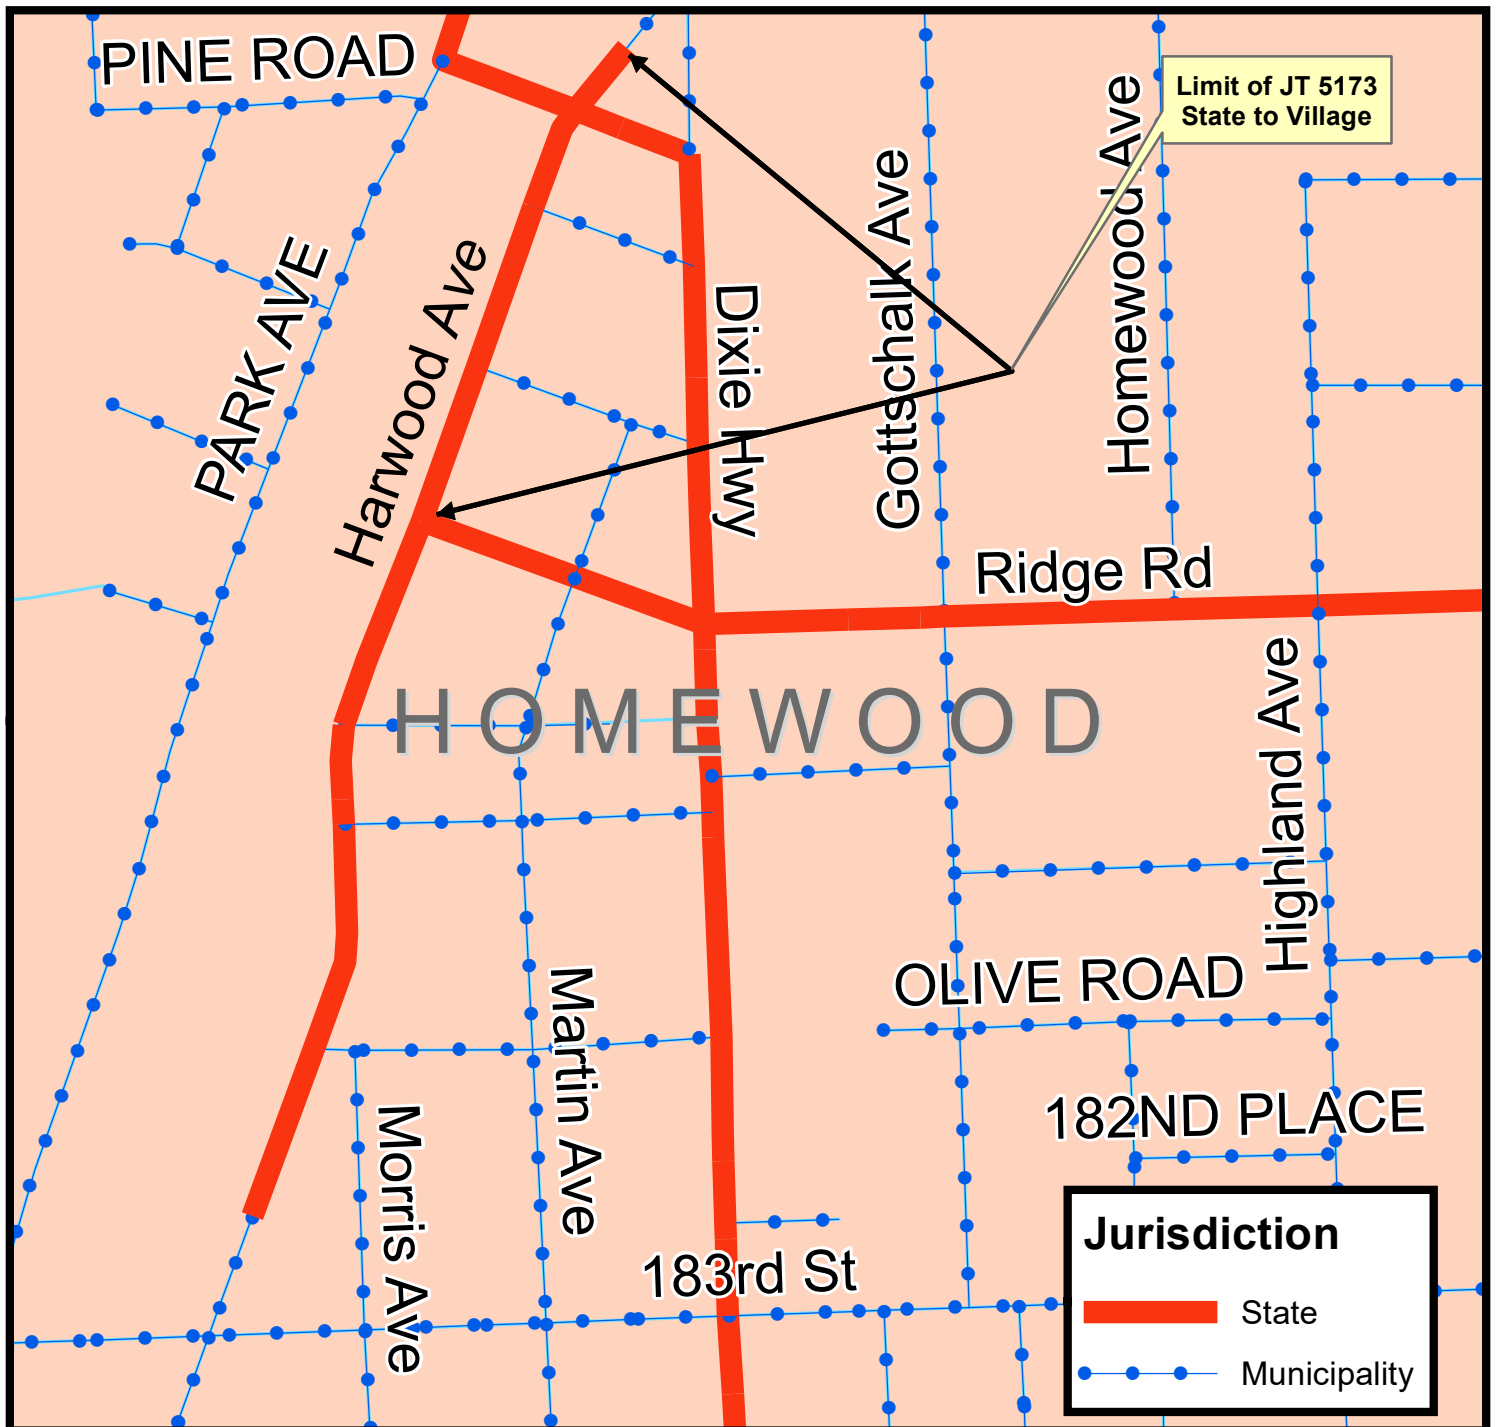 PINE ROAD
Limit of JT 5173
State to Village
Homewood Ave
Gottschalk Ave
PARK AVE
Harwood Ave
Dixie Hwy
Ridge Rd
HOMEWOOD
Highland Ave
OLIVE ROAD
Martin Ave
182ND PLACE
Morris Ave
183rd St
Jurisdiction
State
Municipality